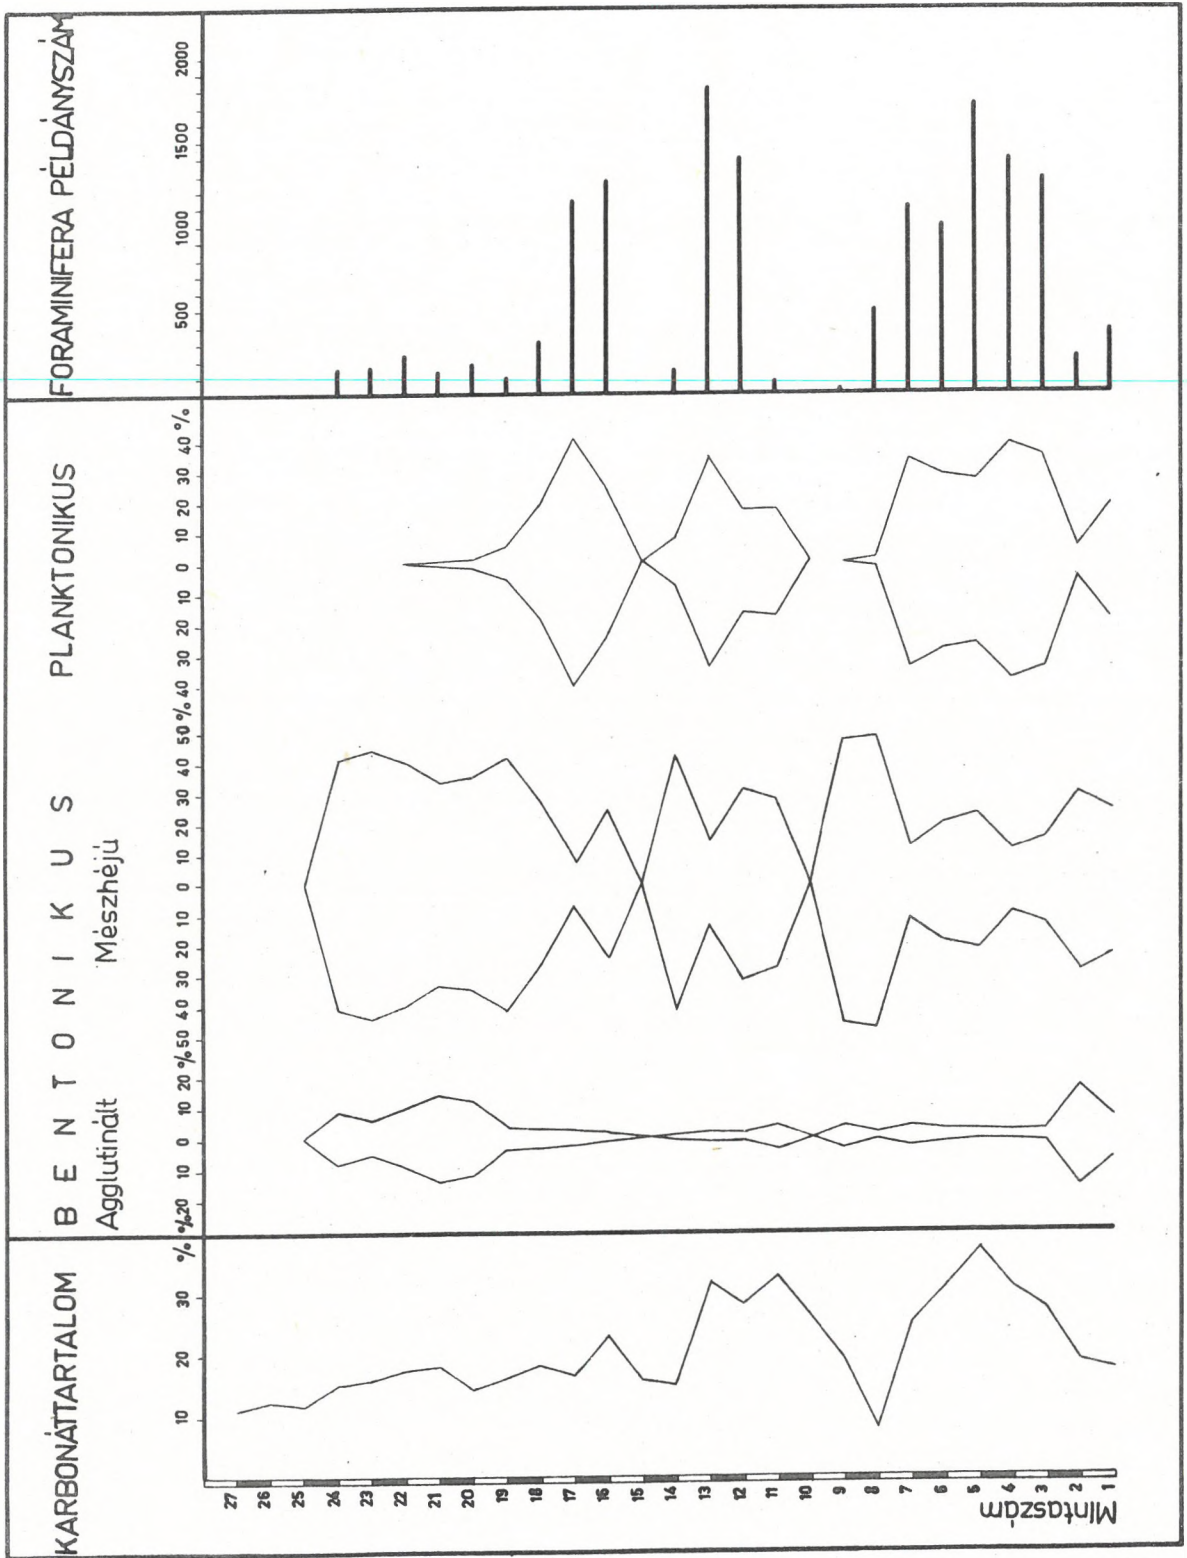 FORAMINIFERA PÉLDÁNYSZÁM
500 1000 1500 2000
PLANKTONIKUS
40 30 20 10 0 10 20 30 40 %
BENTONIKUS
Mészhéjú
50 40 30 20 10 0 10 20 30 40 50 %
Agglutinált
%20 10 0 10 20 %
KARBONÁTTARTALOM
10 20 30 %
27 26 25 24 23 22 21 20 19 18 17 16 15 14 13 12 11 10 9 8 7 6 5 4 3 2 1
Mintaszám